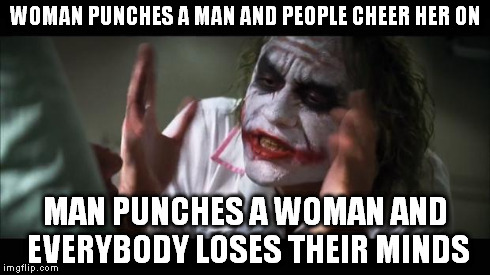 WOMAN PUNCHES A MAN AND PEOPLE CHEER HER ON
MAN PUNCHES A WOMAN AND
EVERYBODY LOSES THEIR MINDS
imgflip.com